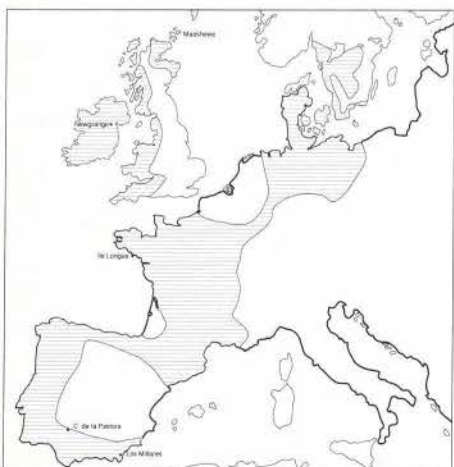 Maeshowe
Newgrange
Ile Longue
C. de la Pastora
Los Millares